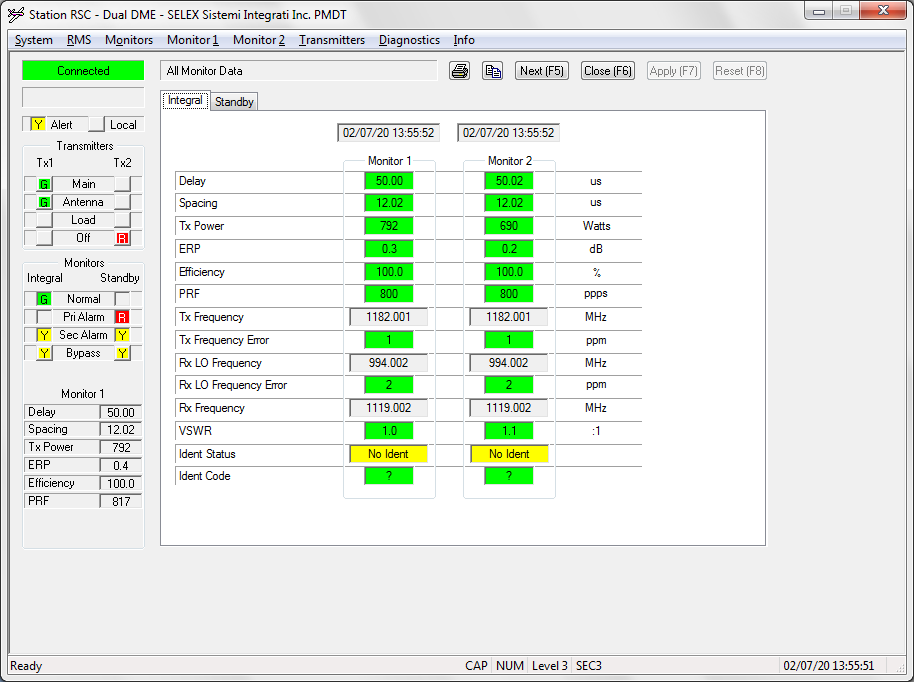 Station RSC - Dual DME - SELEX Sistemi Integrati Inc. PMDT
System RMS Monitors Monitor 1 Monitor 2 Transmitters Diagnostics Info
Connected
All Monitor Data
Next (F5) Close (F6) Apply (F7) Reset (F8)
Y Alert Local
Transmitters
Tx1 Tx2
G Main
G Antenna
Load
Off R
Monitors
Integral Standby
G Normal
Pri Alarm R
Y Sec Alarm Y
Y Bypass Y
Monitor 1
Delay 50.00
Spacing 12.02
Tx Power 792
ERP 0.4
Efficiency 100.0
PRF 817
Integral Standby
02/07/20 13:55:52 02/07/20 13:55:52
Monitor 1 Monitor 2
Delay 50.00 50.02 us
Spacing 12.02 12.02 us
Tx Power 792 690 Watts
ERP 0.3 0.2 dB
Efficiency 100.0 100.0 %
PRF 800 800 ppps
Tx Frequency 1182.001 1182.001 MHz
Tx Frequency Error 1 1 ppm
Rx LO Frequency 994.002 994.002 MHz
Rx LO Frequency Error 2 2 ppm
Rx Frequency 1119.002 1119.002 MHz
VSWR 1.0 1.1 :1
Ident Status No Ident No Ident
Ident Code ? ?
Ready CAP NUM Level 3 SEC3 02/07/20 13:55:51